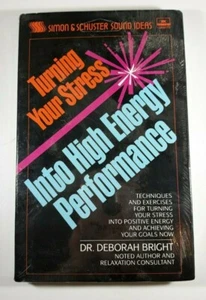 SIMON & SCHUSTER SOUND IDEAS
Turning
Your Stress
Into High Energy
Performance
TECHNIQUES
AND EXERCISES
FOR TURNING
YOUR STRESS
INTO POSITIVE ENERGY
AND ACHIEVING
YOUR GOALS NOW
DR. DEBORAH BRIGHT
NOTED AUTHOR AND
RELAXATION CONSULTANT